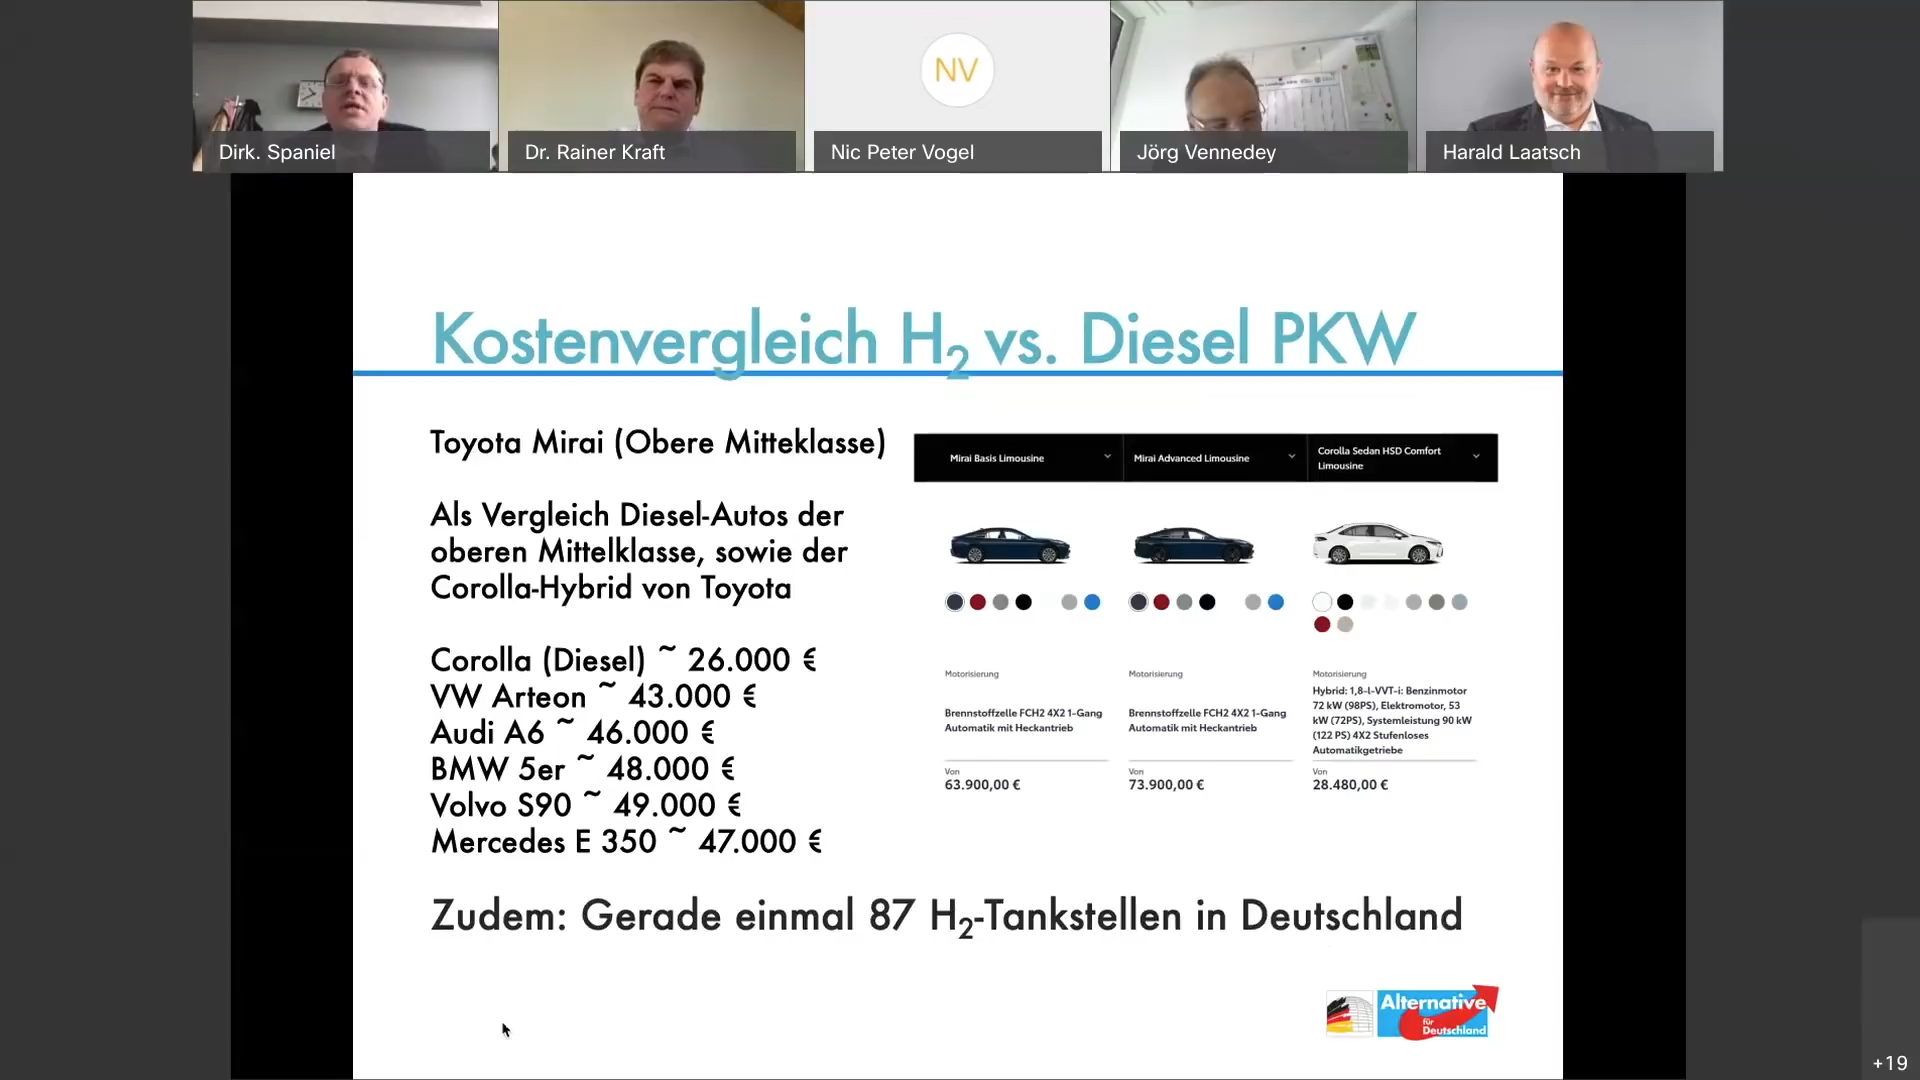 Dirk. Spaniel
Dr. Rainer Kraft
NV
Nic Peter Vogel
Jörg Vennedey
Harald Laatsch
Kostenvergleich H2 vs. Diesel PKW
Toyota Mirai (Obere Mitteklasse)
Als Vergleich Diesel-Autos der
oberen Mittelklasse, sowie der
Corolla-Hybrid von Toyota
Corolla (Diesel) ~ 26.000 €
VW Arteon ~ 43.000 €
Audi A6 ~ 46.000 €
BMW 5er ~ 48.000 €
Volvo S90 ~ 49.000 €
Mercedes E 350 ~ 47.000 €
Mirai Basis Limousine
Mirai Advanced Limousine
Corolla Sedan HSD Comfort
Limousine
Motorisierung
Brennstoffzelle FCH2 4X2 1-Gang
Automatik mit Heckantrieb
Von
63.900,00 €
Motorisierung
Brennstoffzelle FCH2 4X2 1-Gang
Automatik mit Heckantrieb
Von
73.900,00 €
Motorisierung
Hybrid: 1,8-l-VVT-i: Benzinmotor
72 kW (98PS), Elektromotor, 53
kW (72PS), Systemleistung 90 kW
(122 PS) 4X2 Stufenloses
Automatikgetriebe
Von
28.480,00 €
Zudem: Gerade einmal 87 H2-Tankstellen in Deutschland
Alternative
für
Deutschland
+19